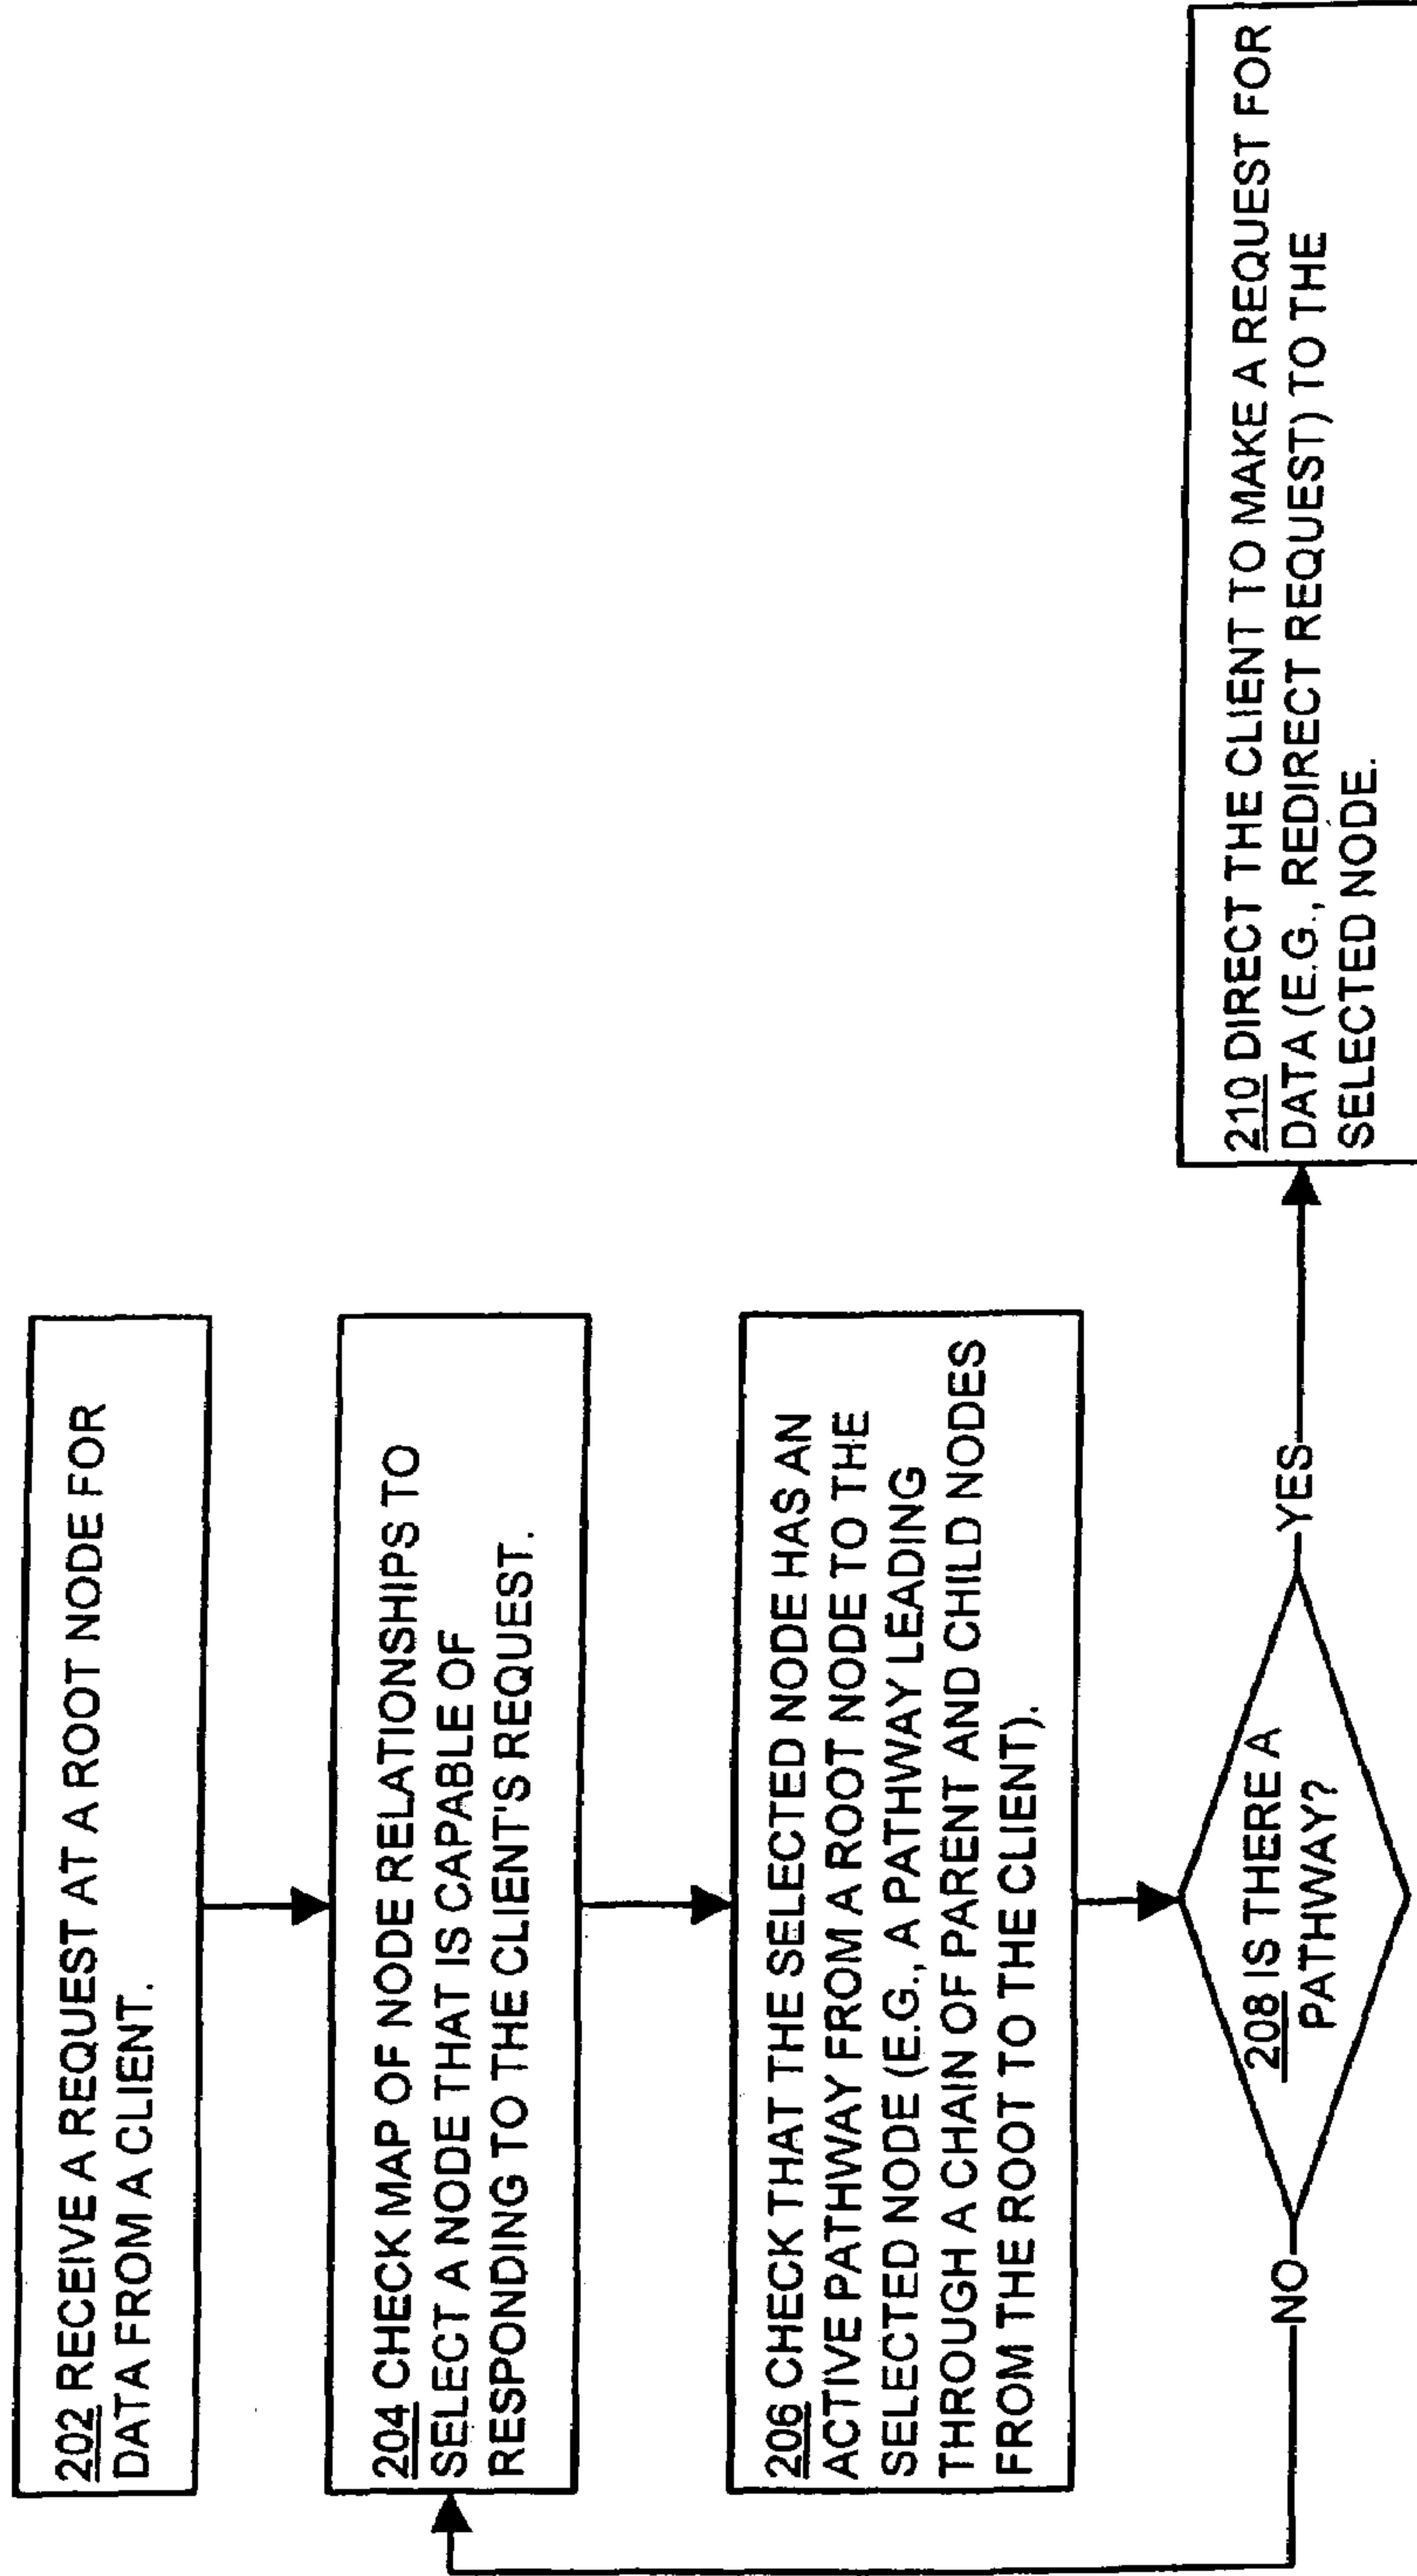 202 RECEIVE A REQUEST AT A ROOT NODE FOR
DATA FROM A CLIENT.
204 CHECK MAP OF NODE RELATIONSHIPS TO
SELECT A NODE THAT IS CAPABLE OF
RESPONDING TO THE CLIENT'S REQUEST.
206 CHECK THAT THE SELECTED NODE HAS AN
ACTIVE PATHWAY FROM A ROOT NODE TO THE
SELECTED NODE (E.G., A PATHWAY LEADING
THROUGH A CHAIN OF PARENT AND CHILD NODES
FROM THE ROOT TO THE CLIENT).
208 IS THERE A
PATHWAY?
NO
YES
210 DIRECT THE CLIENT TO MAKE A REQUEST FOR
DATA (E.G., REDIRECT REQUEST) TO THE
SELECTED NODE.